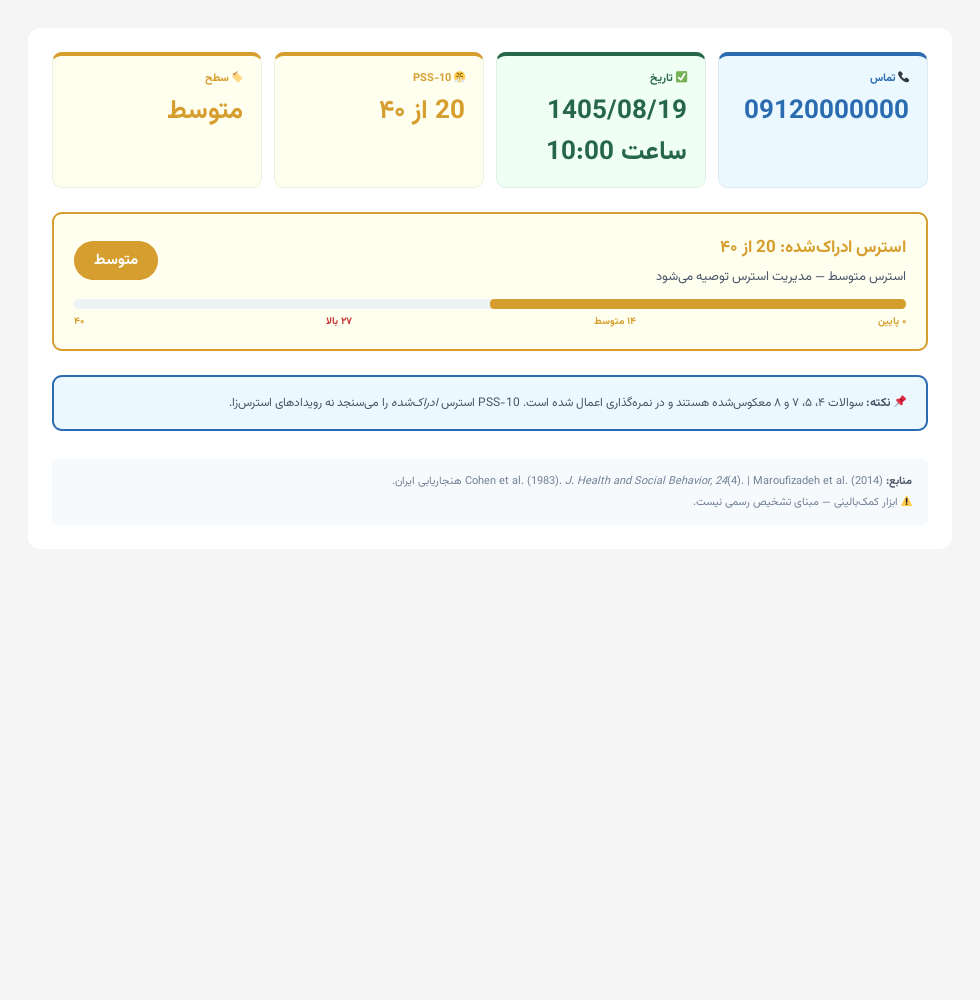 📞 تماس
09120000000
✅ تاریخ
1405/08/19
ساعت 10:00
😤 PSS-10
20 از ۴۰
🏷️ سطح
متوسط
استرس ادراک‌شده: 20 از ۴۰
استرس متوسط — مدیریت استرس توصیه می‌شود
متوسط
۰ پایین
۱۴ متوسط
۲۷ بالا
۴۰
📌 نکته: سوالات ۴، ۵، ۷ و ۸ معکوس‌شده هستند و در نمره‌گذاری اعمال شده است. PSS-10 استرس ادراک‌شده را می‌سنجد نه رویدادهای استرس‌زا.
منابع: Cohen et al. (1983). J. Health and Social Behavior, 24(4). | Maroufizadeh et al. (2014) هنجاریابی ایران.
⚠️ ابزار کمک‌بالینی — مبنای تشخیص رسمی نیست.